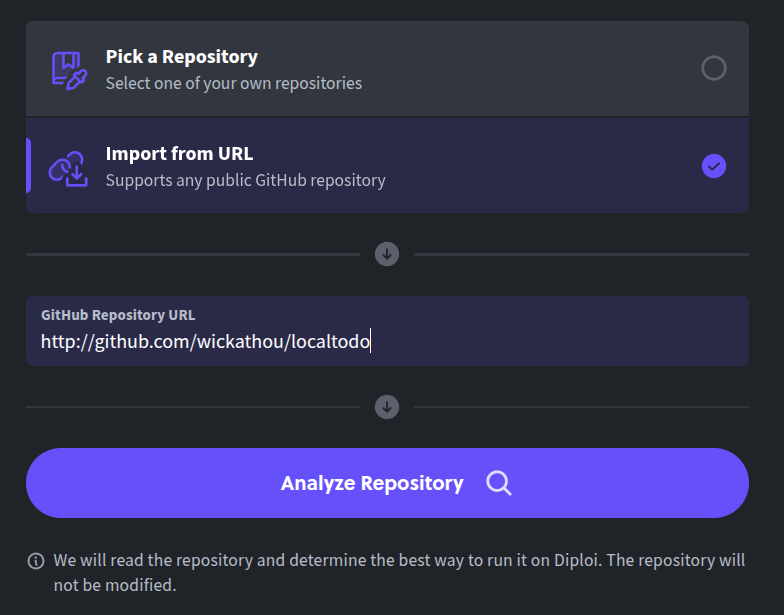 Pick a Repository
Select one of your own repositories
Import from URL
Supports any public GitHub repository
GitHub Repository URL
http://github.com/wickathou/localtodo
Analyze Repository
We will read the repository and determine the best way to run it on Diploi. The repository will
not be modified.